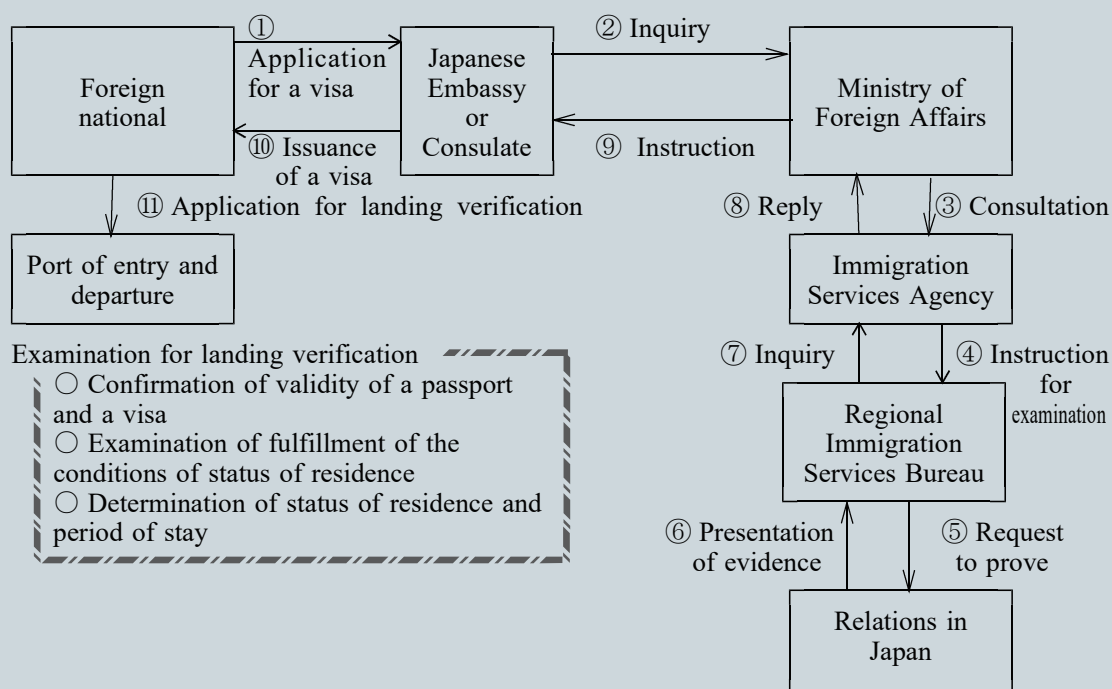 ①
Application
for a visa
② Inquiry
Foreign
national
Japanese
Embassy
or
Consulate
Ministry of
Foreign Affairs
⑩ Issuance
of a visa
⑨ Instruction
⑪ Application for landing verification
⑧ Reply
③ Consultation
Port of entry and
departure
Immigration
Services Agency
Examination for landing verification
○ Confirmation of validity of a passport
and a visa
○ Examination of fulfillment of the
conditions of status of residence
○ Determination of status of residence and
period of stay
⑦ Inquiry
④ Instruction
for
examination
Regional
Immigration
Services Bureau
⑥ Presentation
of evidence
⑤ Request
to prove
Relations in
Japan